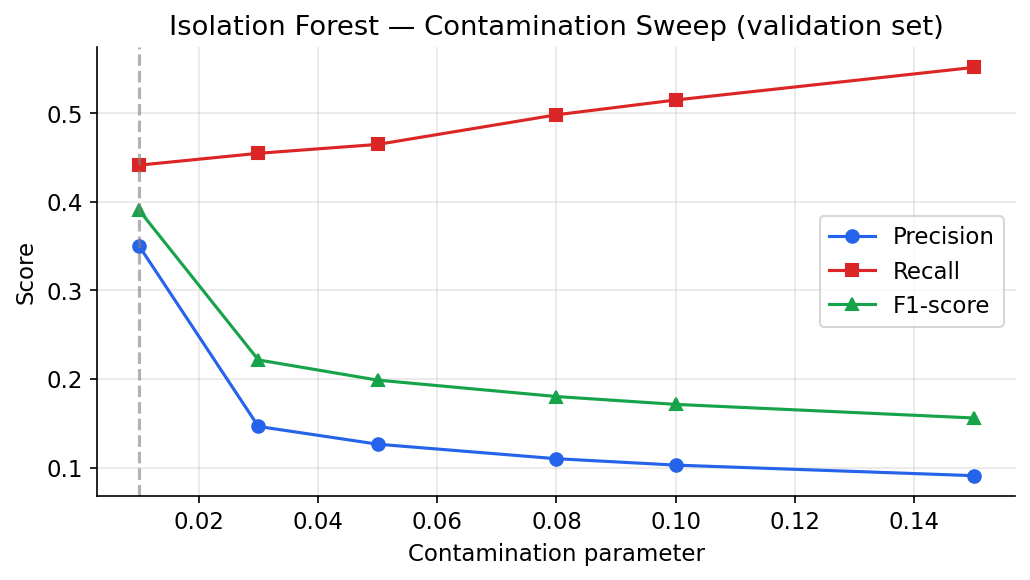 Isolation Forest — Contamination Sweep (validation set)
Score
0.5
0.4
0.3
0.2
0.1
Precision
Recall
F1-score
0.02 0.04 0.06 0.08 0.10 0.12 0.14
Contamination parameter